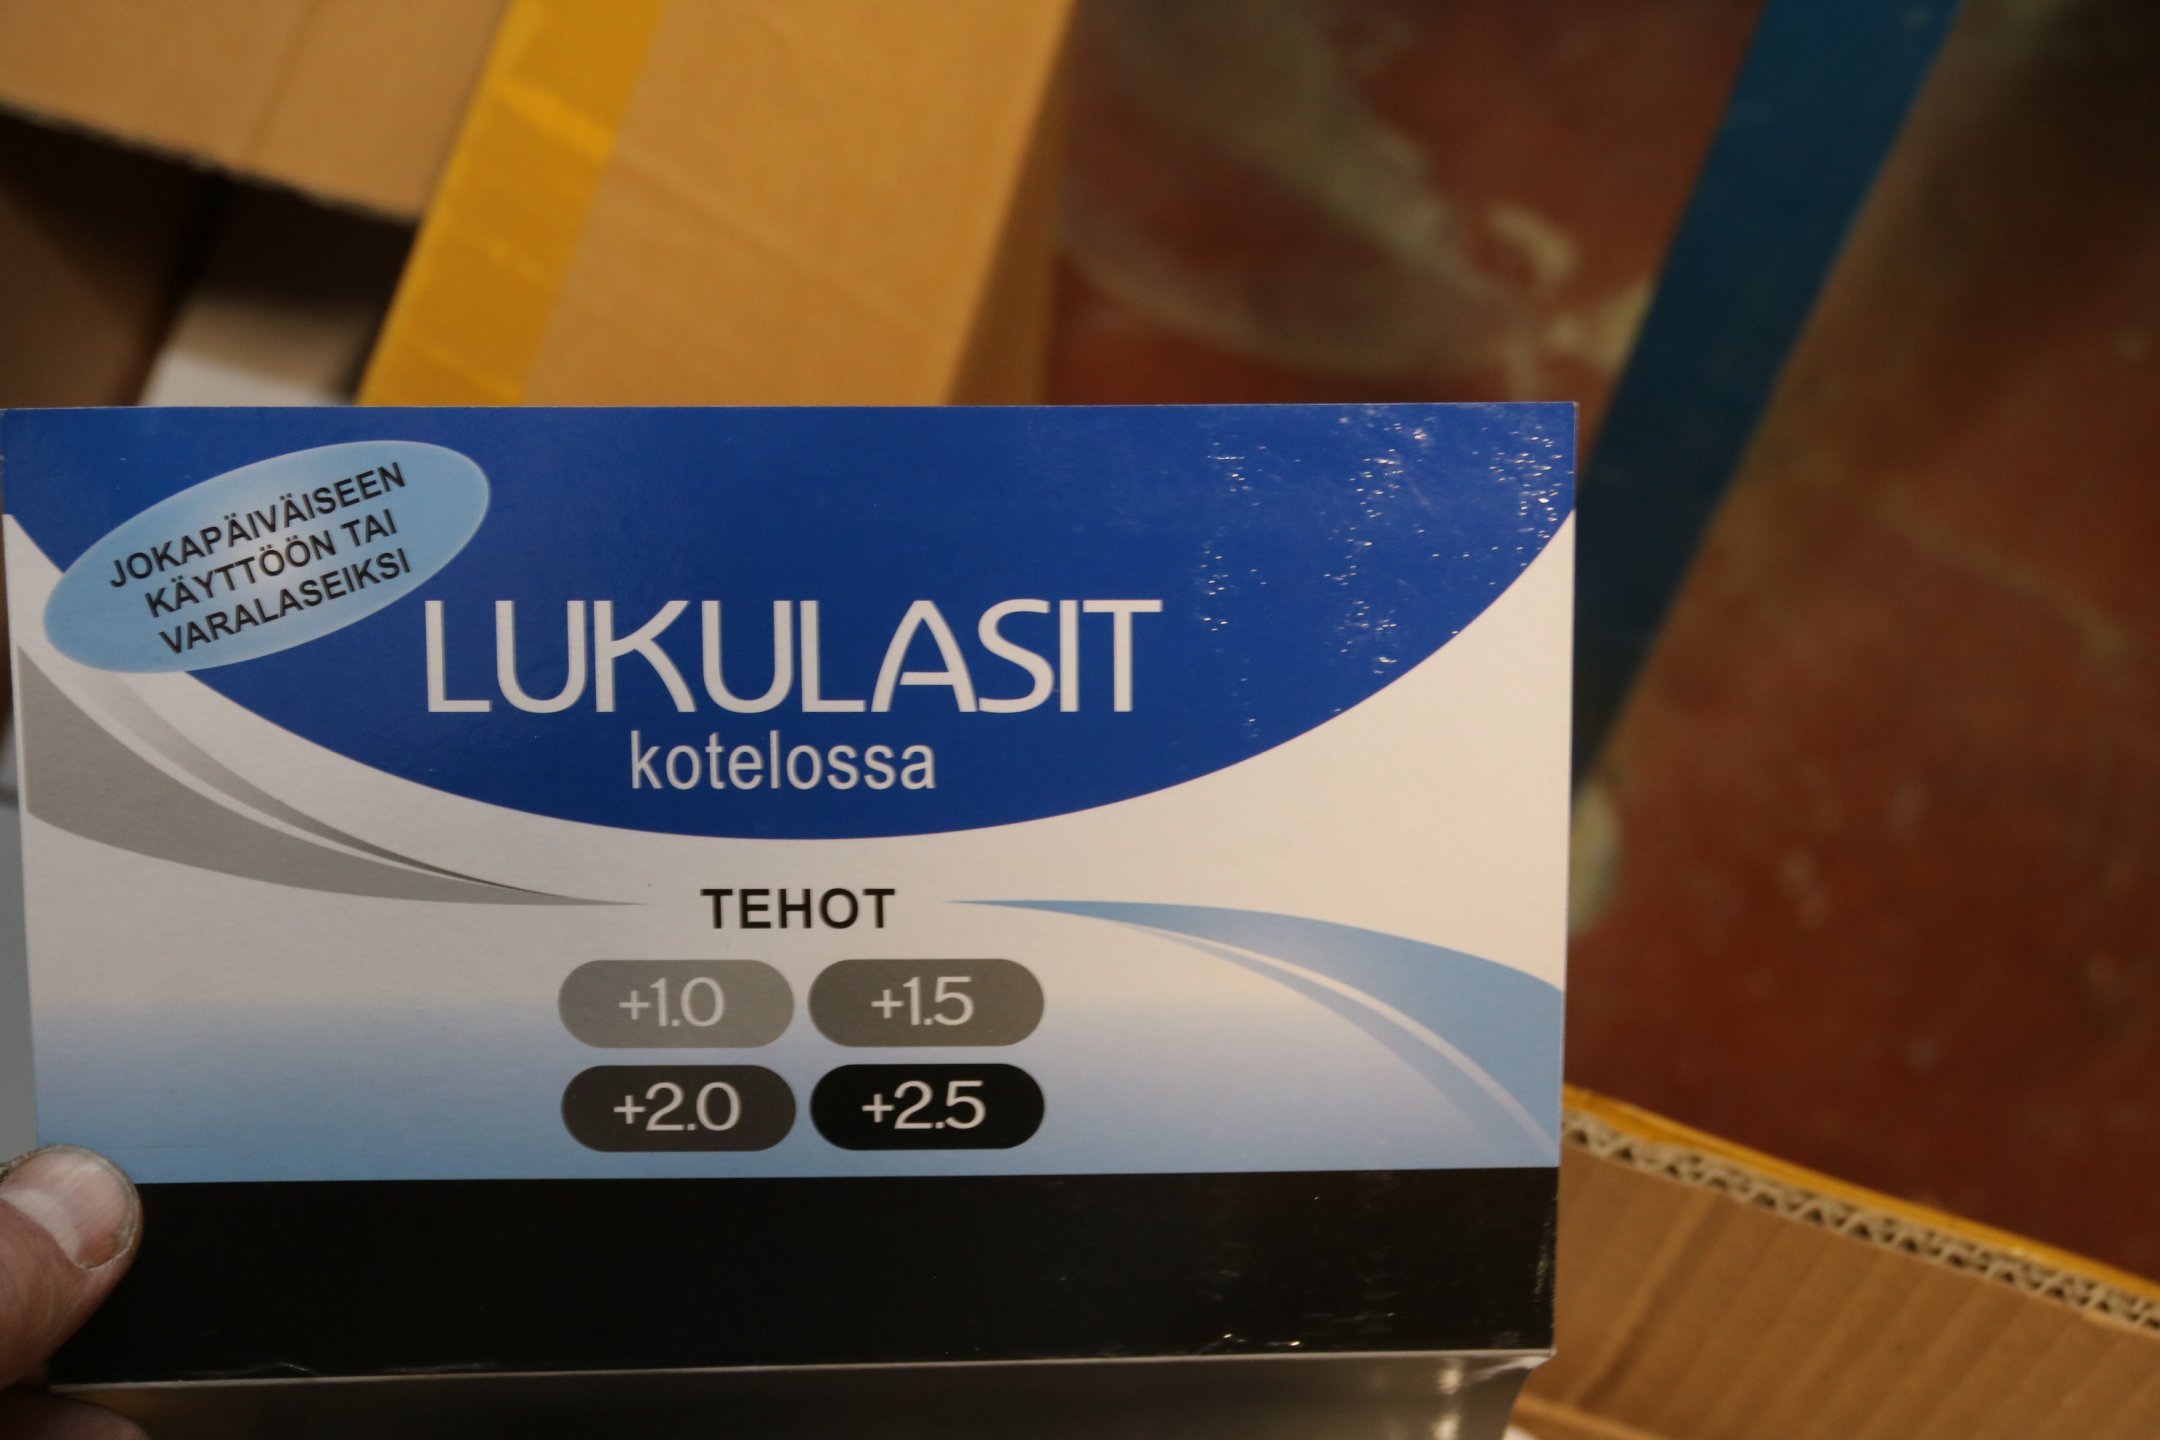 JOKAPÄIVÄISEEN
KÄYTTÖÖN TAI
VARALASEIKSI
LUKULASIT
kotelossa
TEHOT
+1.0 +1.5
+2.0 +2.5